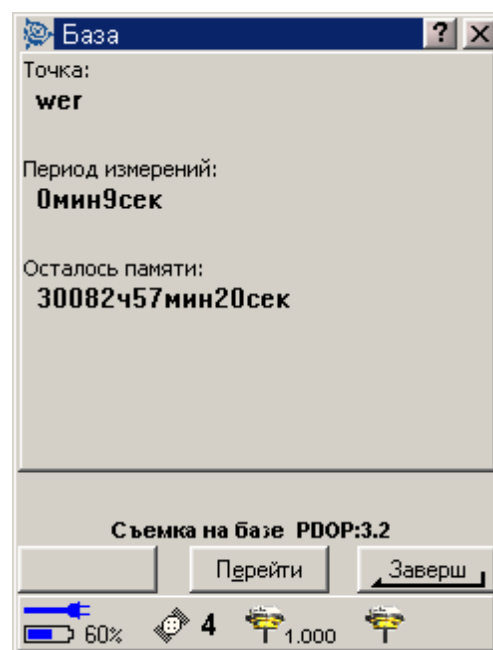 База
Точка:
wer
Период измерений:
0мин9сек
Осталось памяти:
30082ч57мин20сек
Съемка на базе PDOP:3.2
Перейти
Заверш
60%
4
1.000